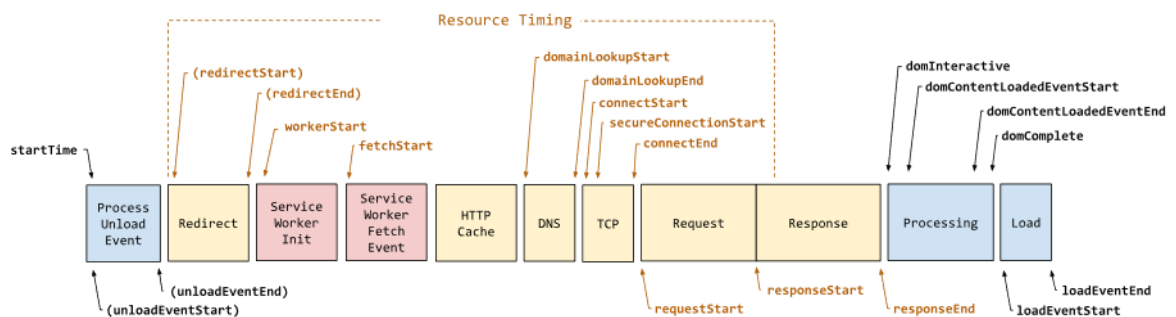 Resource Timing
domainLookupStart
(redirectStart)
domInteractive
domainLookupEnd
domContentLoadedEventStart
(redirectEnd)
connectStart
domContentLoadedEventEnd
workerStart
secureConnectionStart
domComplete
startTime
fetchStart
connectEnd
Process
Unload
Event
Redirect
Service
Worker
Init
Service
Worker
Fetch
Event
HTTP
Cache
DNS
TCP
Request
Response
Processing
Load
(unloadEventEnd)
(unloadEventStart)
requestStart
responseStart
responseEnd
loadEventEnd
loadEventStart